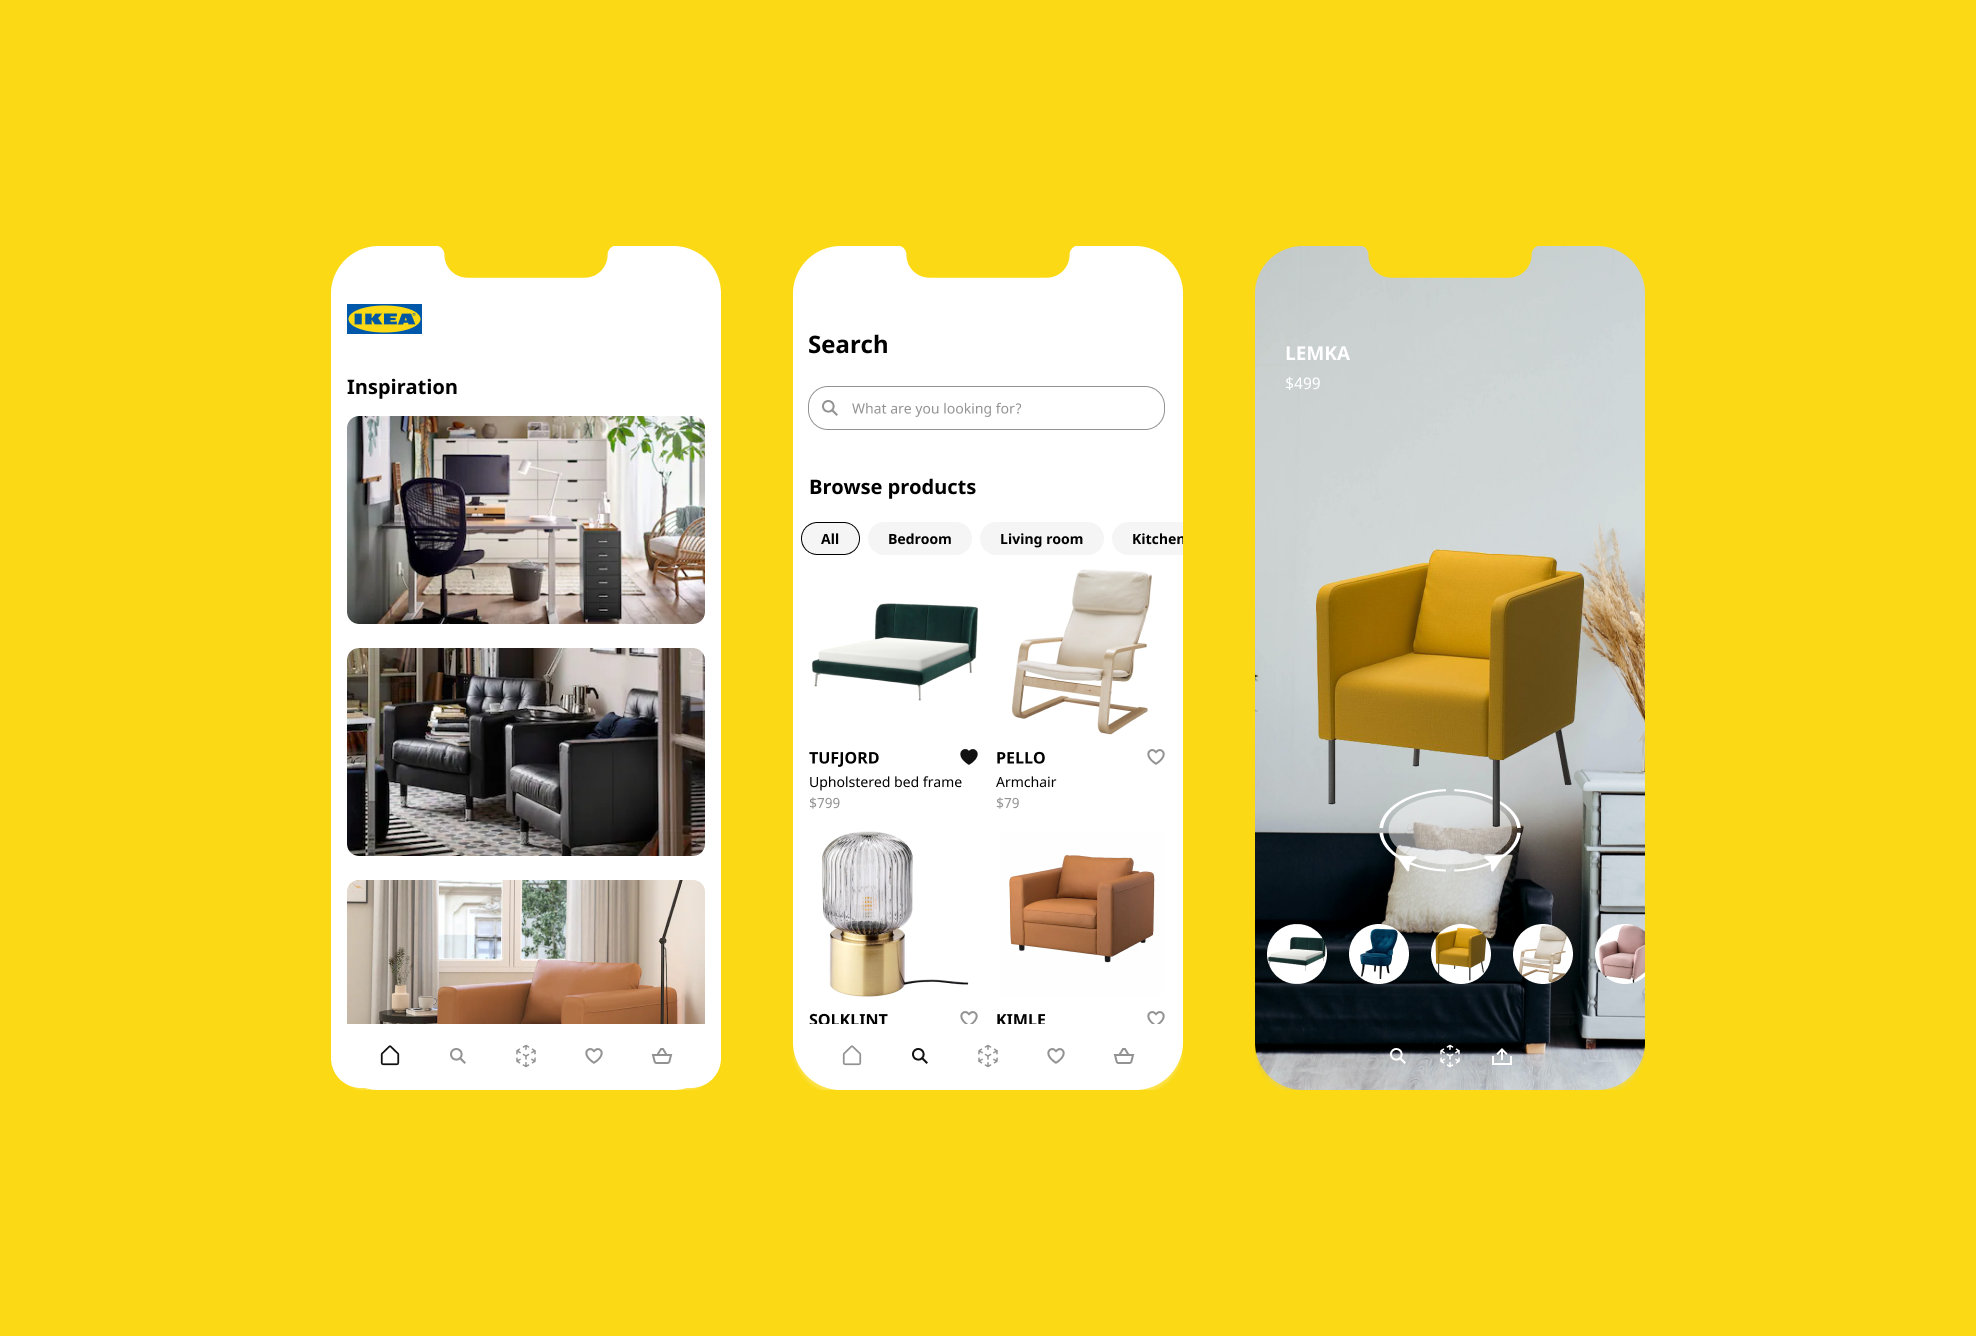 IKEA
Inspiration
Search
What are you looking for?
Browse products
All Bedroom Living room Kitchen
TUFJORD PELLO
Upholstered bed frame Armchair
$799 $79
SOLKLINT KIMLE
LEMKA
$499